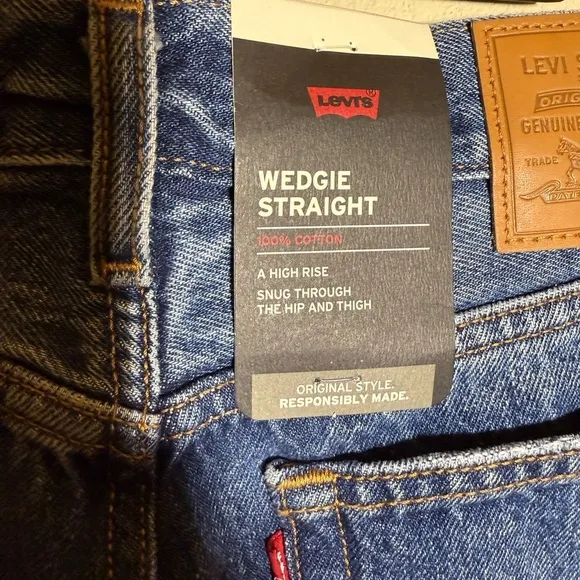 Levi's®
WEDGIE
STRAIGHT
100% COTTON
A HIGH RISE
SNUG THROUGH
THE HIP AND THIGH
ORIGINAL STYLE.
RESPONSIBLY MADE.
LEVI S
ORIG
GENUINE
TRADE